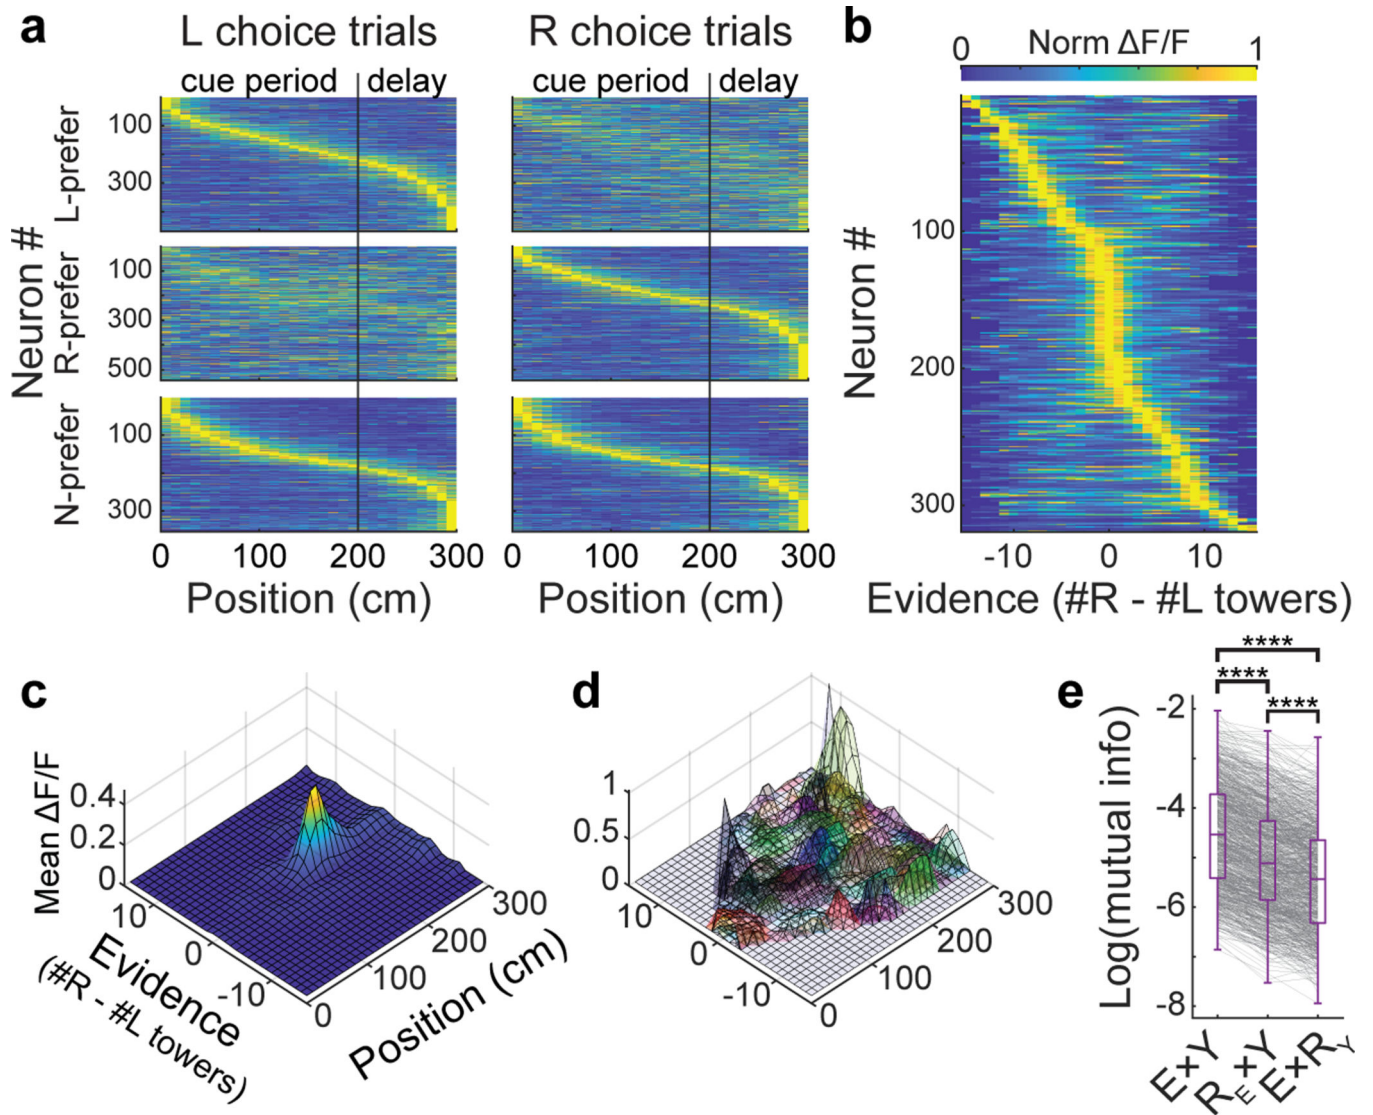 a
L choice trials
R choice trials
b
cue period
delay
cue period
delay
0
Norm ΔF/F
1
Neuron #
L-prefer
100
300
R-prefer
100
300
500
N-prefer
100
300
0
100
200
300
0
100
200
300
Position (cm)
Position (cm)
Neuron #
100
200
300
-10
0
10
Evidence (#R - #L towers)
c
Mean ΔF/F
0.4
0.2
0
10
0
-10
Evidence
(#R - #L towers)
0
100
200
300
Position (cm)
d
1
0.5
0
10
0
-10
0
100
200
300
e
****
****
****
Log(mutual info)
-2
-4
-6
-8
E×Y
R_E×Y
E×R_Y